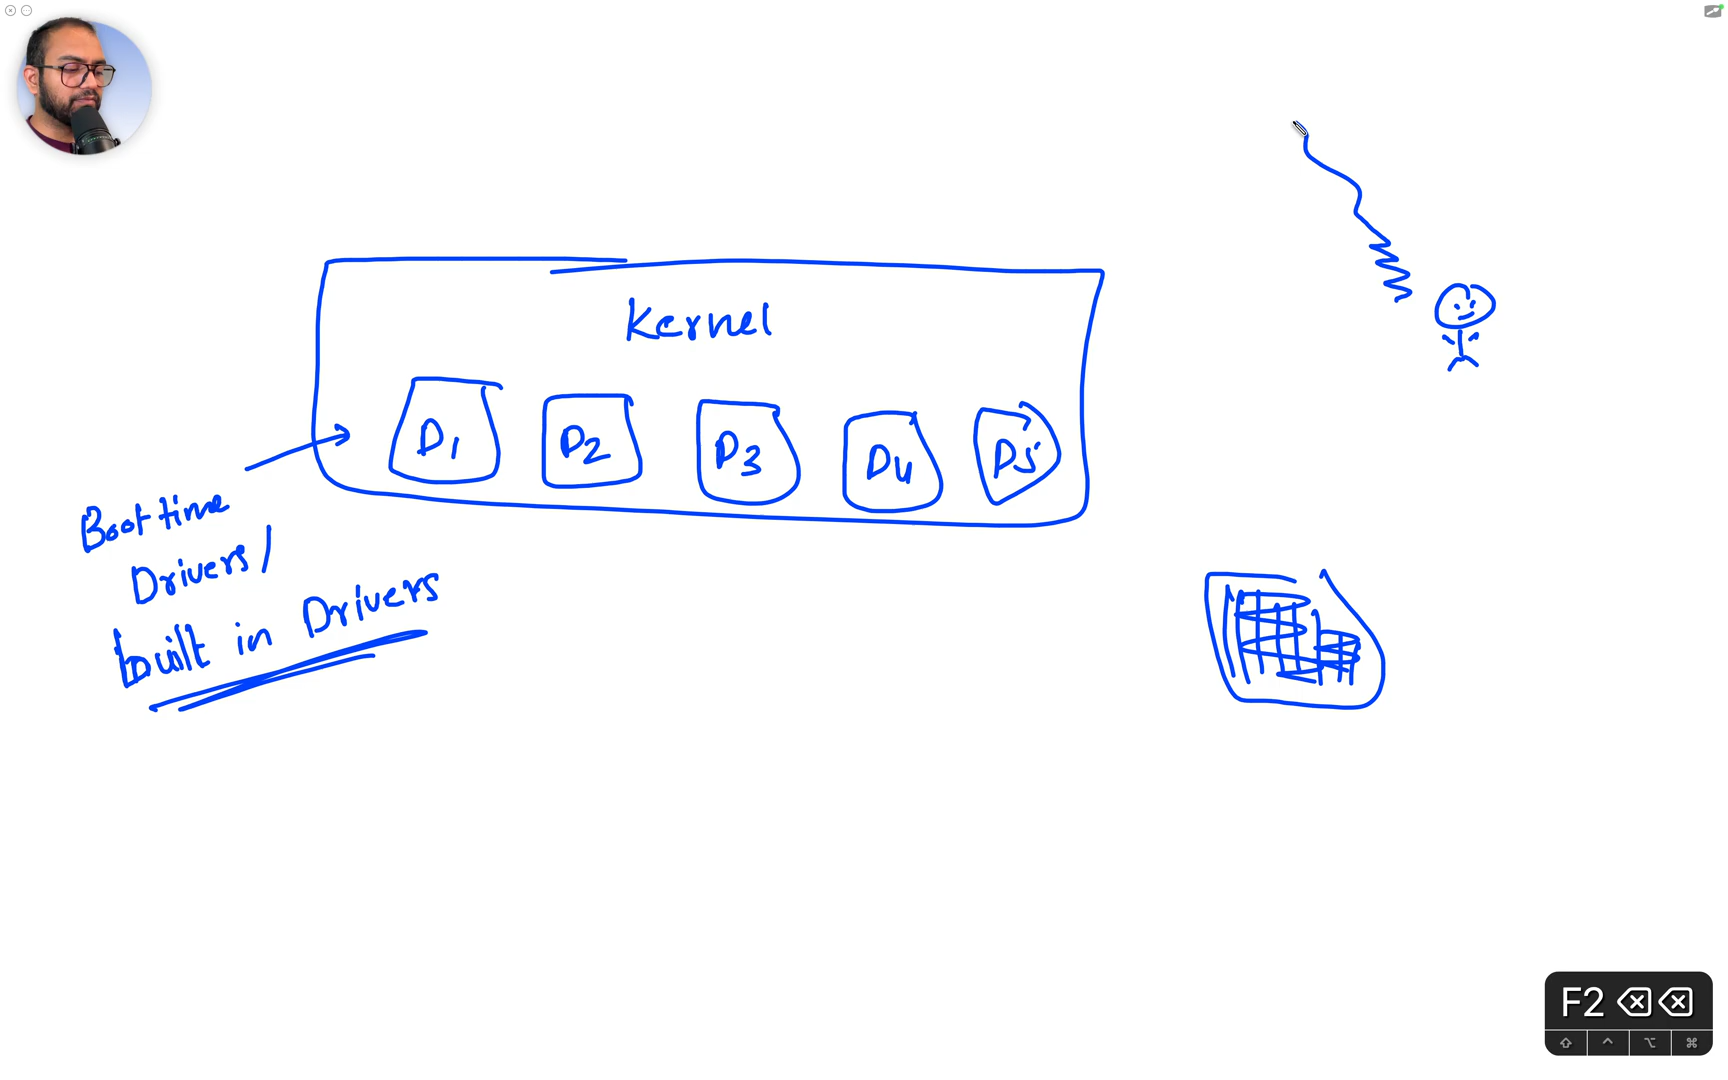 Kernel
D1 D2 D3 D4 D5
Boot time
Drivers/
built in Drivers
F2